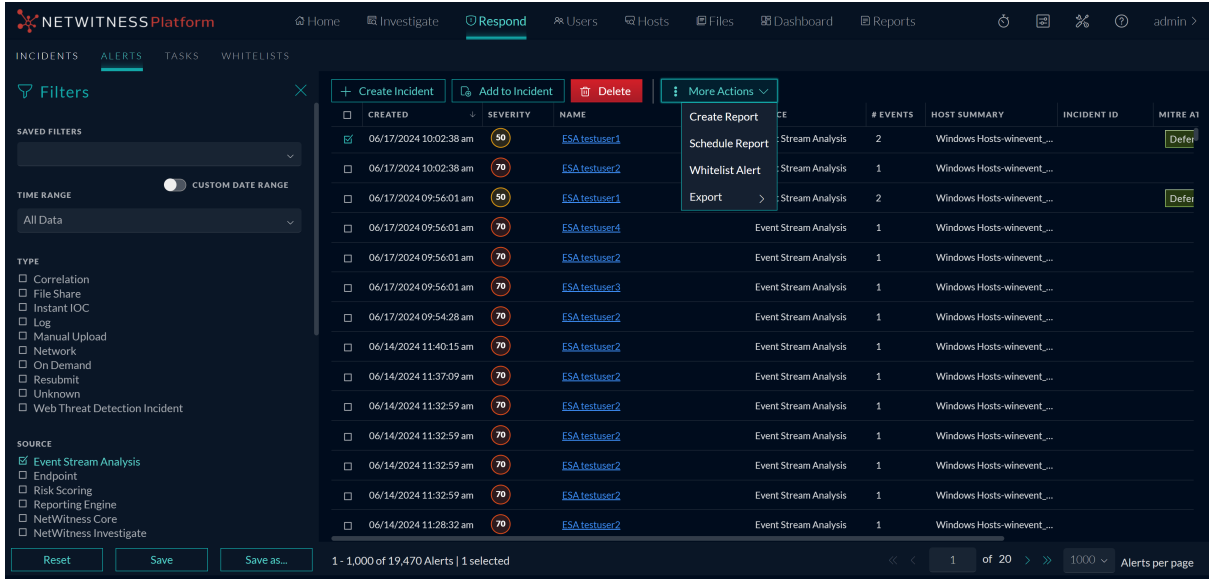 NETWITNESS Platform
Home Investigate Respond Users Hosts Files Dashboard Reports admin >
INCIDENTS ALERTS TASKS WHITELISTS
Filters
SAVED FILTERS
CUSTOM DATE RANGE
TIME RANGE
All Data
TYPE
Correlation
File Share
Instant IOC
Log
Manual Upload
Network
On Demand
Resubmit
Unknown
Web Threat Detection Incident
SOURCE
Event Stream Analysis
Endpoint
Risk Scoring
Reporting Engine
NetWitness Core
NetWitness Investigate
Reset Save Save as...
+ Create Incident Add to Incident Delete More Actions
Create Report
Schedule Report
Whitelist Alert
Export >
CREATED SEVERITY NAME CE # EVENTS HOST SUMMARY INCIDENT ID MITRE AT
06/17/2024 10:02:38 am 50 ESA testuser1 Stream Analysis 2 Windows Hosts-winevent_... Defen
06/17/2024 10:02:38 am 70 ESA testuser2 Stream Analysis 1 Windows Hosts-winevent_...
06/17/2024 09:56:01 am 50 ESA testuser1 Stream Analysis 2 Windows Hosts-winevent_... Defen
06/17/2024 09:56:01 am 70 ESA testuser4 Event Stream Analysis 1 Windows Hosts-winevent_...
06/17/2024 09:56:01 am 70 ESA testuser2 Event Stream Analysis 1 Windows Hosts-winevent_...
06/17/2024 09:56:01 am 70 ESA testuser3 Event Stream Analysis 1 Windows Hosts-winevent_...
06/17/2024 09:54:28 am 70 ESA testuser2 Event Stream Analysis 1 Windows Hosts-winevent_...
06/14/2024 11:40:15 am 70 ESA testuser2 Event Stream Analysis 1 Windows Hosts-winevent_...
06/14/2024 11:37:09 am 70 ESA testuser2 Event Stream Analysis 1 Windows Hosts-winevent_...
06/14/2024 11:32:59 am 70 ESA testuser2 Event Stream Analysis 1 Windows Hosts-winevent_...
06/14/2024 11:32:59 am 70 ESA testuser2 Event Stream Analysis 1 Windows Hosts-winevent_...
06/14/2024 11:32:59 am 70 ESA testuser2 Event Stream Analysis 1 Windows Hosts-winevent_...
06/14/2024 11:32:59 am 70 ESA testuser2 Event Stream Analysis 1 Windows Hosts-winevent_...
06/14/2024 11:28:32 am 70 ESA testuser2 Event Stream Analysis 1 Windows Hosts-winevent_...
1 - 1,000 of 19,470 Alerts | 1 selected << < 1 of 20 > >> 1000 Alerts per page